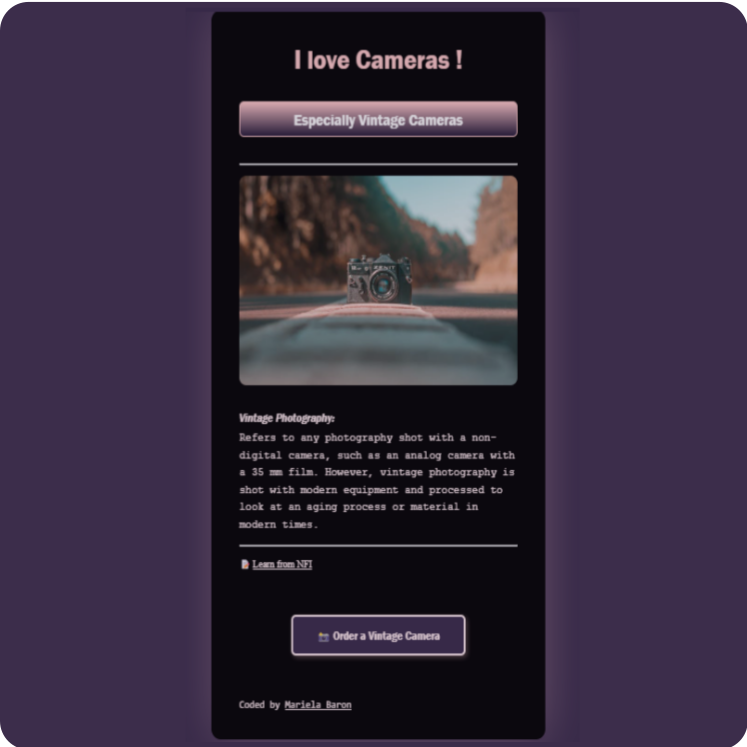 I love Cameras !
Especially Vintage Cameras
Vintage Photography:
Refers to any photography shot with a non-
digital camera, such as an analog camera with
a 35 mm film. However, vintage photography is
shot with modern equipment and processed to
look at an aging process or material in
modern times.
Learn from NFI
Order a Vintage Camera
Coded by Mariela Baron